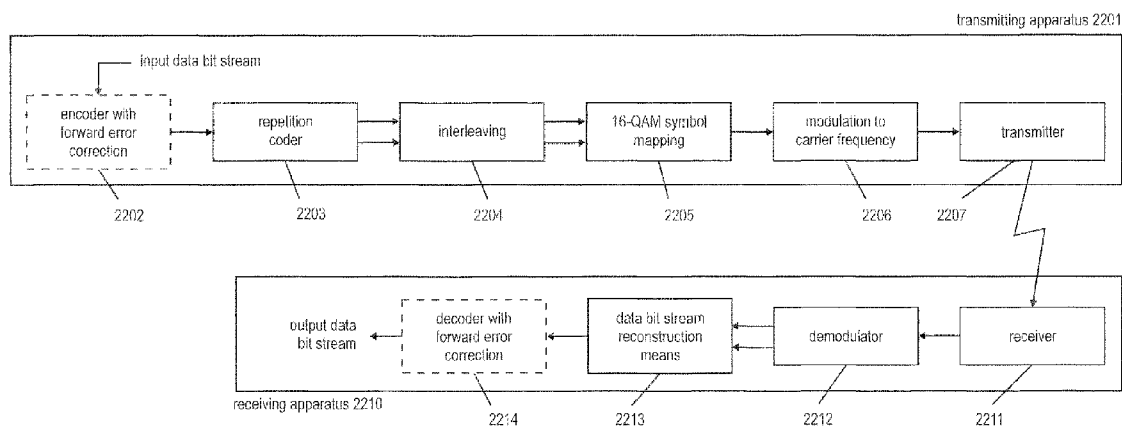 transmitting apparatus 2201
input data bit stream
encoder with
forward error
correction
repetition
coder
interleaving
16-QAM symbol
mapping
modulation to
carrier frequency
transmitter
2202
2203
2204
2205
2206
2207
output data
bit stream
decoder with
forward error
correction
data bit stream
reconstruction
means
demodulator
receiver
receiving apparatus 2210
2214
2213
2212
2211